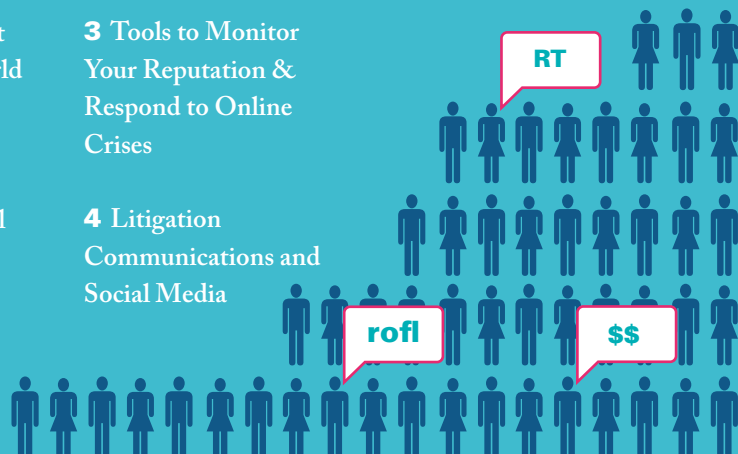 3 Tools to Monitor
Your Reputation &
Respond to Online
Crises
4 Litigation
Communications and
Social Media
RT
rofl
$$